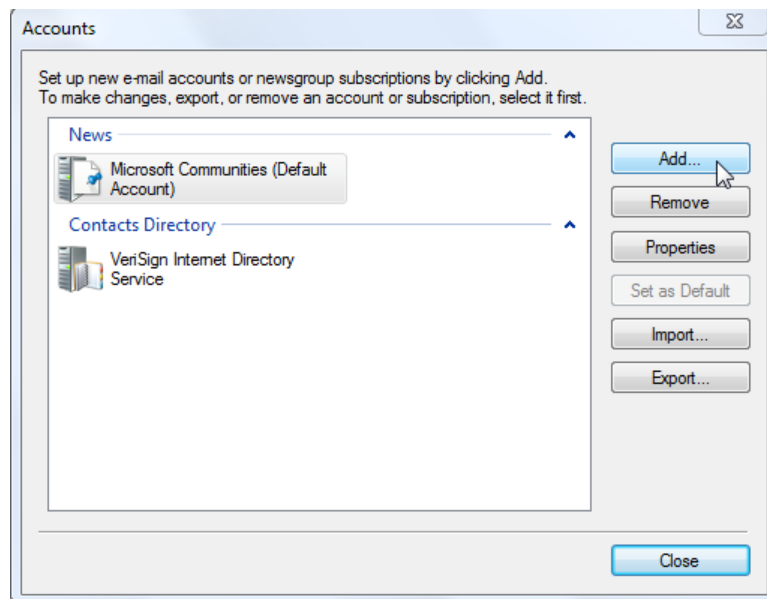 Accounts
Set up new e-mail accounts or newsgroup subscriptions by clicking Add.
To make changes, export, or remove an account or subscription, select it first.
News
Microsoft Communities (Default
Account)
Contacts Directory
VeriSign Internet Directory
Service
Add...
Remove
Properties
Set as Default
Import...
Export...
Close